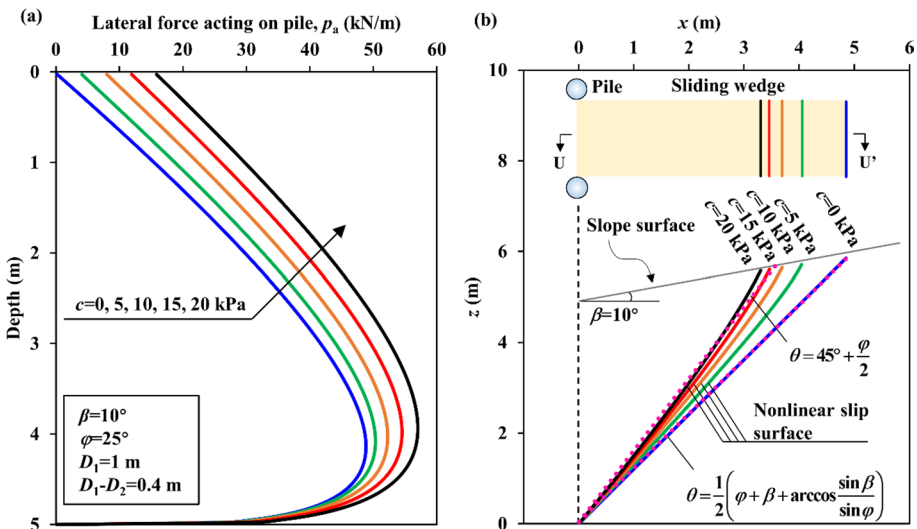 (a)
Lateral force acting on pile, pa (kN/m)
0 10 20 30 40 50 60
0
1
2
3
4
5
Depth (m)
c=0, 5, 10, 15, 20 kPa
β=10°
φ=25°
D1=1 m
D1-D2=0.4 m
(b)
x (m)
0 1 2 3 4 5 6
10
8
6
4
2
0
z (m)
Pile
Sliding wedge
U
U'
c=20 kPa
c=15 kPa
c=10 kPa
c=5 kPa
c=0 kPa
Slope surface
β=10°
θ=45°+φ/2
Nonlinear slip
surface
θ=1/2(φ+β+arccos sinβ/sinφ)